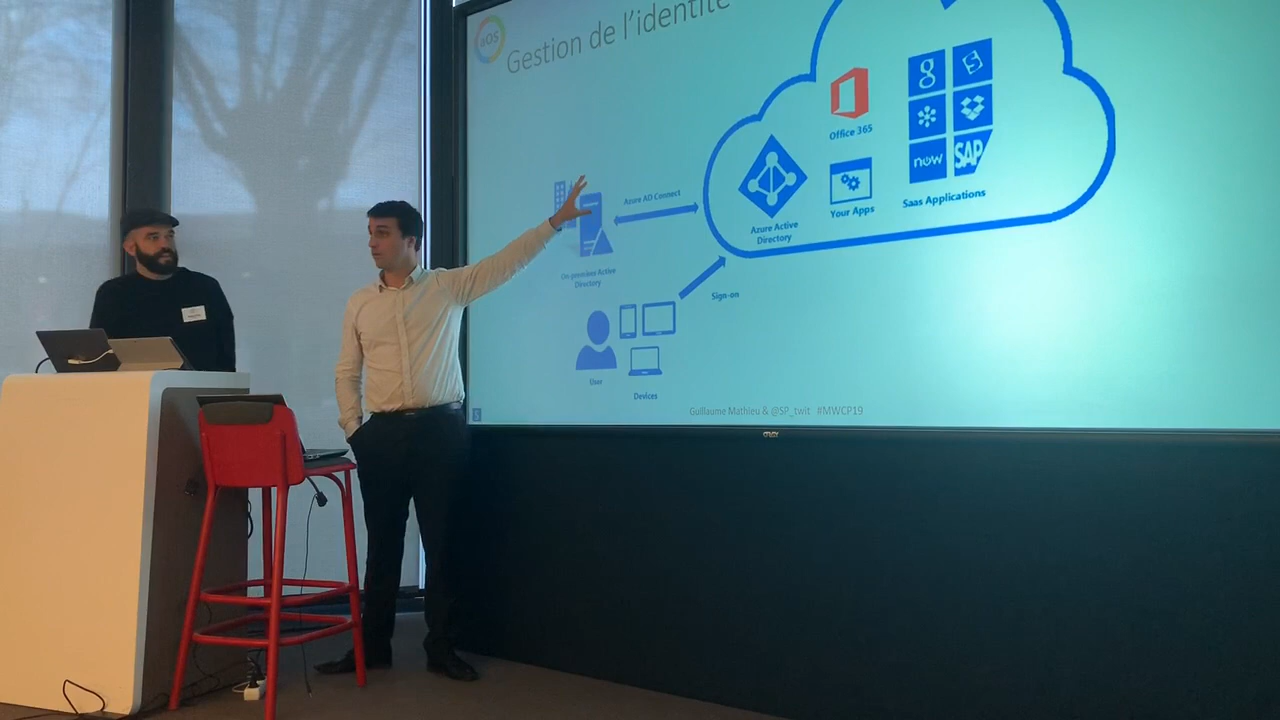 aOS
Gestion de l'identité
Office 365
Azure AD Connect
now
SAP
Your Apps
Saas Applications
Azure Active
Directory
On-premises Active
Directory
Sign-on
User
Devices
Guillaume Mathieu & @SP_twit #MWCP19